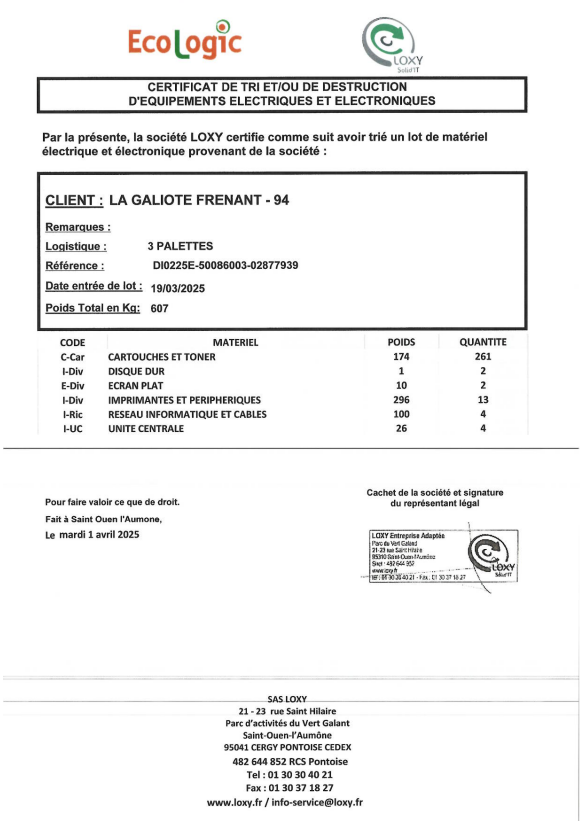 EcoLogic
LOXY
Solid'IT
CERTIFICAT DE TRI ET/OU DE DESTRUCTION
D'EQUIPEMENTS ELECTRIQUES ET ELECTRONIQUES
Par la présente, la société LOXY certifie comme suit avoir trié un lot de matériel
électrique et électronique provenant de la société :
CLIENT : LA GALIOTE FRENANT - 94
Remarques :
Logistique : 3 PALETTES
Référence : DI0225E-50086003-02877939
Date entrée de lot : 19/03/2025
Poids Total en Kg: 607
CODE MATERIEL POIDS QUANTITE
C-Car CARTOUCHES ET TONER 174 261
I-Div DISQUE DUR 1 2
E-Div ECRAN PLAT 10 2
I-Div IMPRIMANTES ET PERIPHERIQUES 296 13
I-Ric RESEAU INFORMATIQUE ET CABLES 100 4
I-UC UNITE CENTRALE 26 4
Pour faire valoir ce que de droit.
Fait à Saint Ouen l'Aumone,
Le mardi 1 avril 2025
Cachet de la société et signature
du représentant légal
LOXY Entreprise Adaptée
Parc du Vert Galand
21-23 rue Saint Hilaire
95310 Saint-Ouen-l'Aumône
Siret : 482 644 952
www.loxy.fr
Tél : 01 30 30 40 21 - Fax : 01 30 37 18 27
LOXY
Solid'IT
SAS LOXY
21 - 23 rue Saint Hilaire
Parc d'activités du Vert Galant
Saint-Ouen-l'Aumône
95041 CERGY PONTOISE CEDEX
482 644 852 RCS Pontoise
Tel : 01 30 30 40 21
Fax : 01 30 37 18 27
www.loxy.fr / info-service@loxy.fr